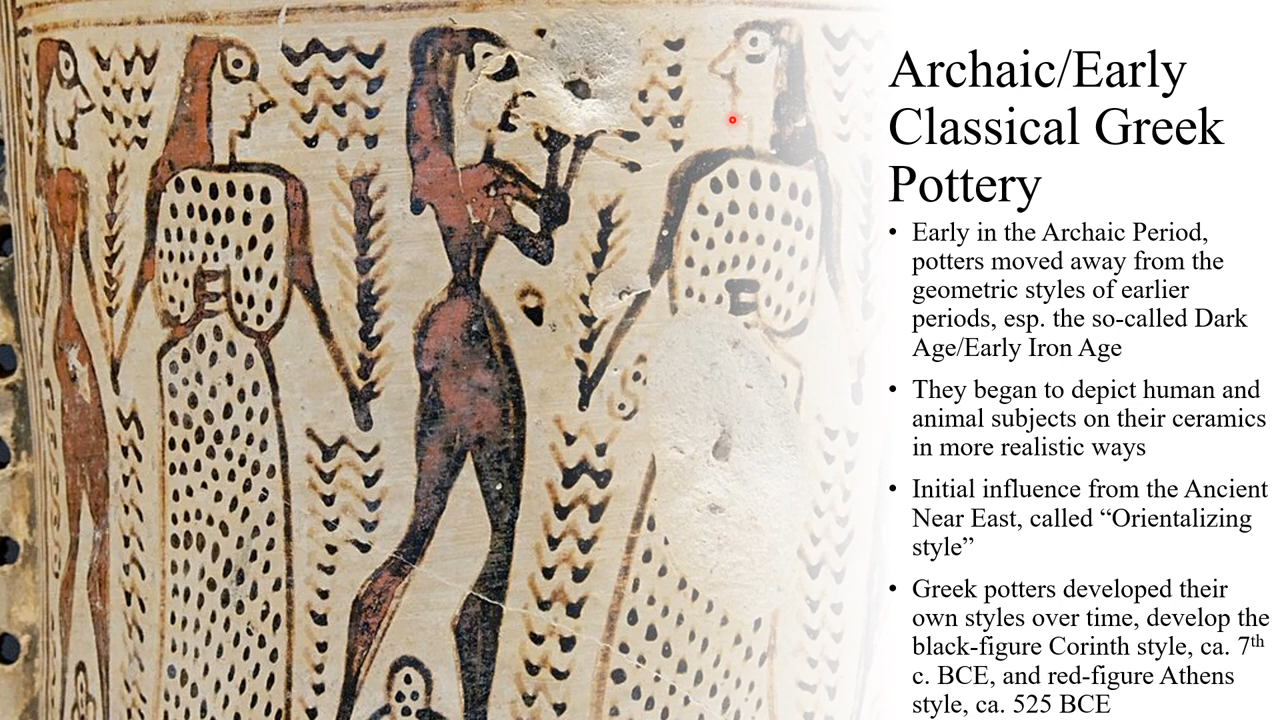 Archaic/Early
Classical Greek
Pottery
• Early in the Archaic Period,
potters moved away from the
geometric styles of earlier
periods, esp. the so-called Dark
Age/Early Iron Age
• They began to depict human and
animal subjects on their ceramics
in more realistic ways
• Initial influence from the Ancient
Near East, called “Orientalizing
style”
• Greek potters developed their
own styles over time, develop the
black-figure Corinth style, ca. 7th
c. BCE, and red-figure Athens
style, ca. 525 BCE